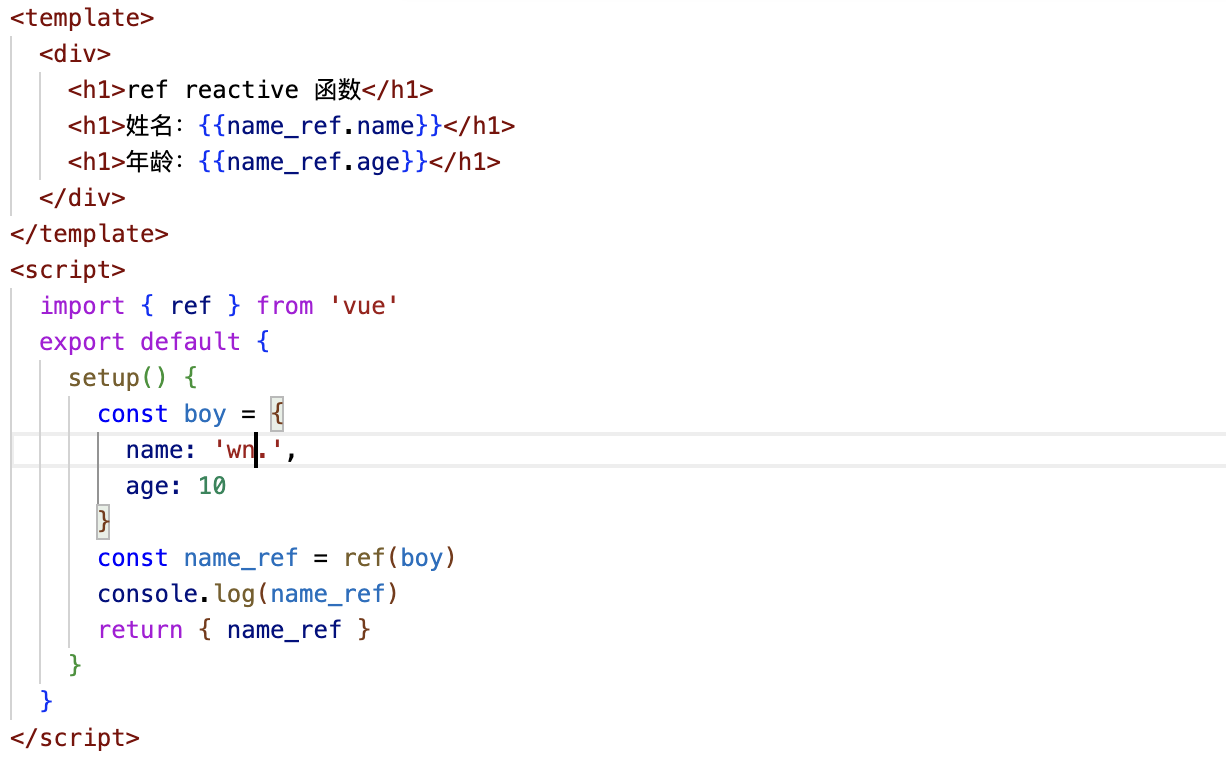 <template>
<div>
<h1>ref reactive 函数</h1>
<h1>姓名：{{name_ref.name}}</h1>
<h1>年龄：{{name_ref.age}}</h1>
</div>
</template>
<script>
import { ref } from 'vue'
export default {
setup() {
const boy = {
name: 'wn.',
age: 10
}
const name_ref = ref(boy)
console.log(name_ref)
return { name_ref }
}
}
</script>